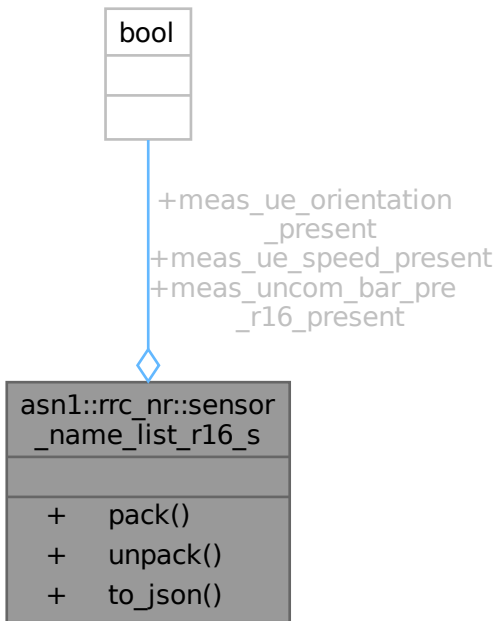 bool
+meas_ue_orientation
_present
+meas_ue_speed_present
+meas_uncom_bar_pre
_r16_present
asn1::rrc_nr::sensor
_name_list_r16_s
+ pack()
+ unpack()
+ to_json()